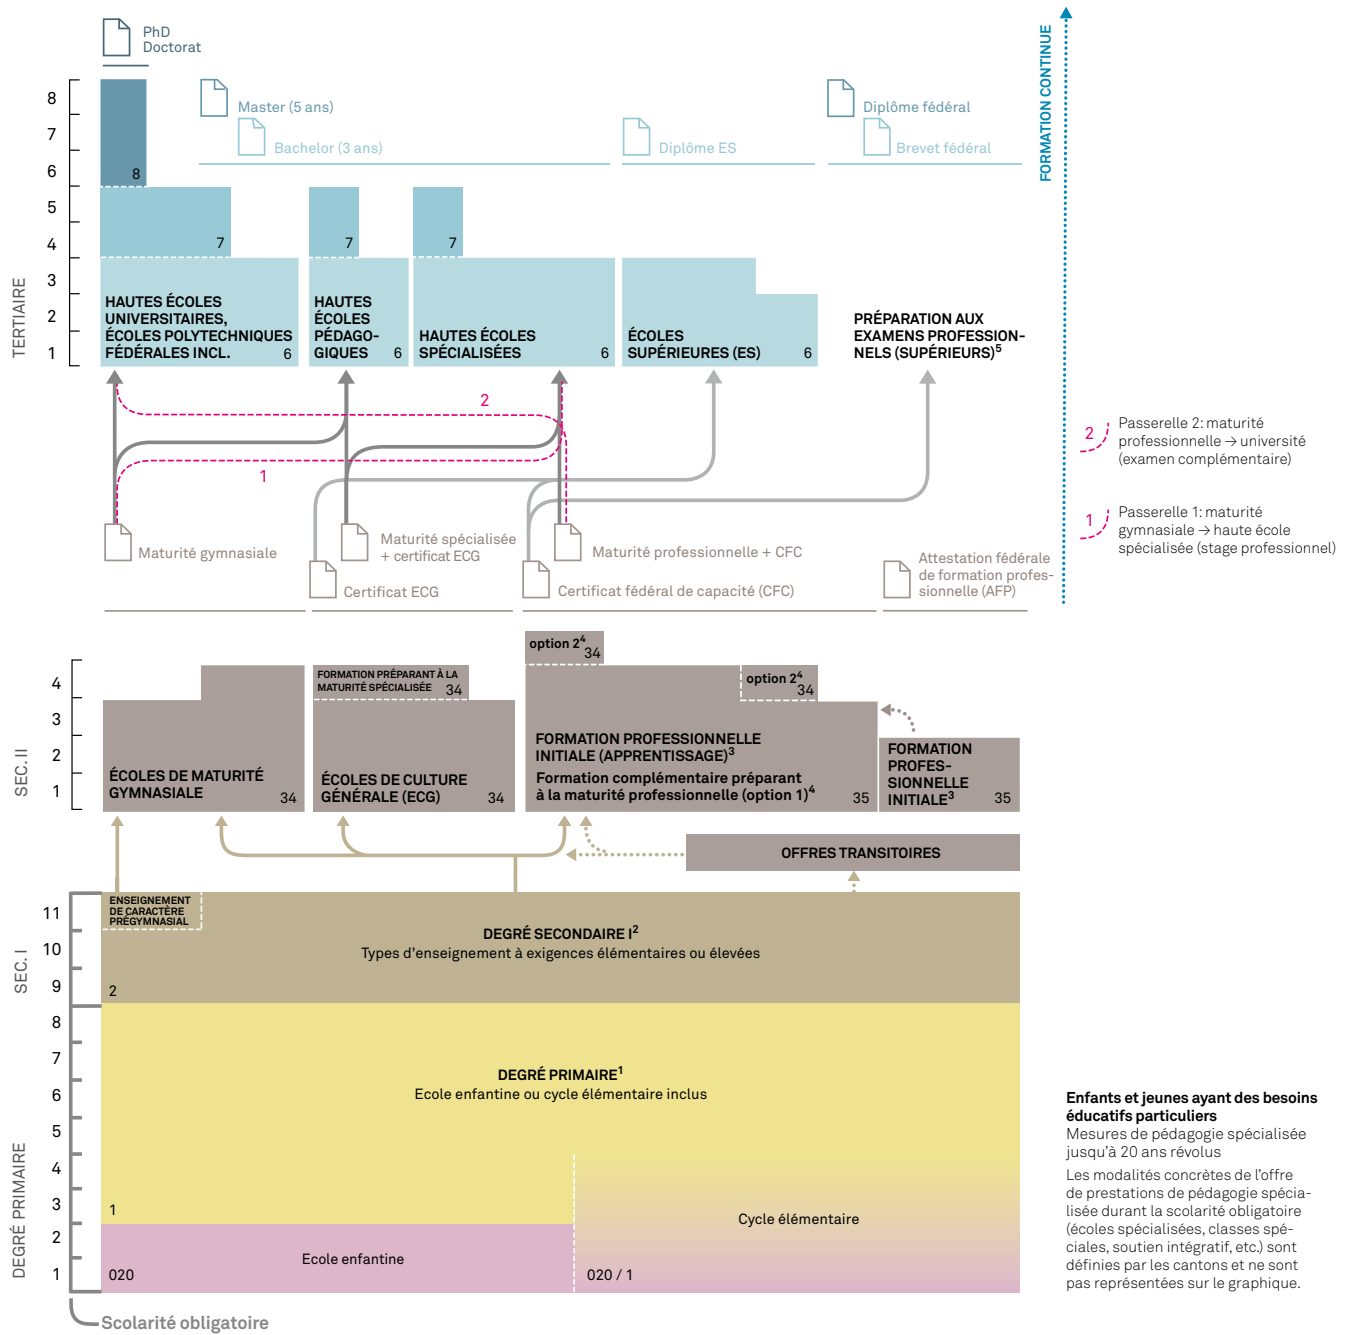 PhD
Doctorat
Master (5 ans)
Bachelor (3 ans)
Diplôme ES
Diplôme fédéral
Brevet fédéral
FORMATION CONTINUE
TERTIAIRE
8
7
6
5
4
3
2
1
8
7
7
7
HAUTES ÉCOLES
UNIVERSITAIRES,
ÉCOLES POLYTECHNIQUES
FÉDÉRALES INCL.
6
HAUTES
ÉCOLES
PÉDAGO-
GIQUES
6
HAUTES ÉCOLES
SPÉCIALISÉES
6
ÉCOLES
SUPÉRIEURES (ES)
6
PRÉPARATION AUX
EXAMENS PROFESSION-
NELS (SUPÉRIEURS)⁵
2
1
2
Passerelle 2: maturité
professionnelle → université
(examen complémentaire)
1
Passerelle 1: maturité
gymnasiale → haute école
spécialisée (stage professionnel)
Maturité gymnasiale
Maturité spécialisée
+ certificat ECG
Maturité professionnelle + CFC
Certificat ECG
Certificat fédéral de capacité (CFC)
Attestation fédérale
de formation profes-
sionnelle (AFP)
SEC. II
4
3
2
1
ÉCOLES DE MATURITÉ
GYMNASIALE
34
FORMATION PRÉPARANT À LA
MATURITÉ SPÉCIALISÉE
34
ÉCOLES DE CULTURE
GÉNÉRALE (ECG)
34
option 2⁴
34
option 2⁴
34
FORMATION PROFESSIONNELLE
INITIALE (APPRENTISSAGE)³
Formation complémentaire préparant
à la maturité professionnelle (option 1)⁴
35
FORMATION
PROFES-
SIONNELLE
INITIALE³
35
OFFRES TRANSITOIRES
SEC. I
11
10
9
ENSEIGNEMENT
DE CARACTÈRE
PRÉGYMNASIAL
DEGRÉ SECONDAIRE I²
Types d'enseignement à exigences élémentaires ou élevées
2
DEGRÉ PRIMAIRE
8
7
6
5
4
3
2
1
DEGRÉ PRIMAIRE¹
Ecole enfantine ou cycle élémentaire inclus
1
Ecole enfantine
020
Cycle élémentaire
020 / 1
Scolarité obligatoire
Enfants et jeunes ayant des besoins
éducatifs particuliers
Mesures de pédagogie spécialisée
jusqu'à 20 ans révolus
Les modalités concrètes de l'offre
de prestations de pédagogie spécia-
lisée durant la scolarité obligatoire
(écoles spécialisées, classes spé-
ciales, soutien intégratif, etc.) sont
définies par les cantons et ne sont
pas représentées sur le graphique.